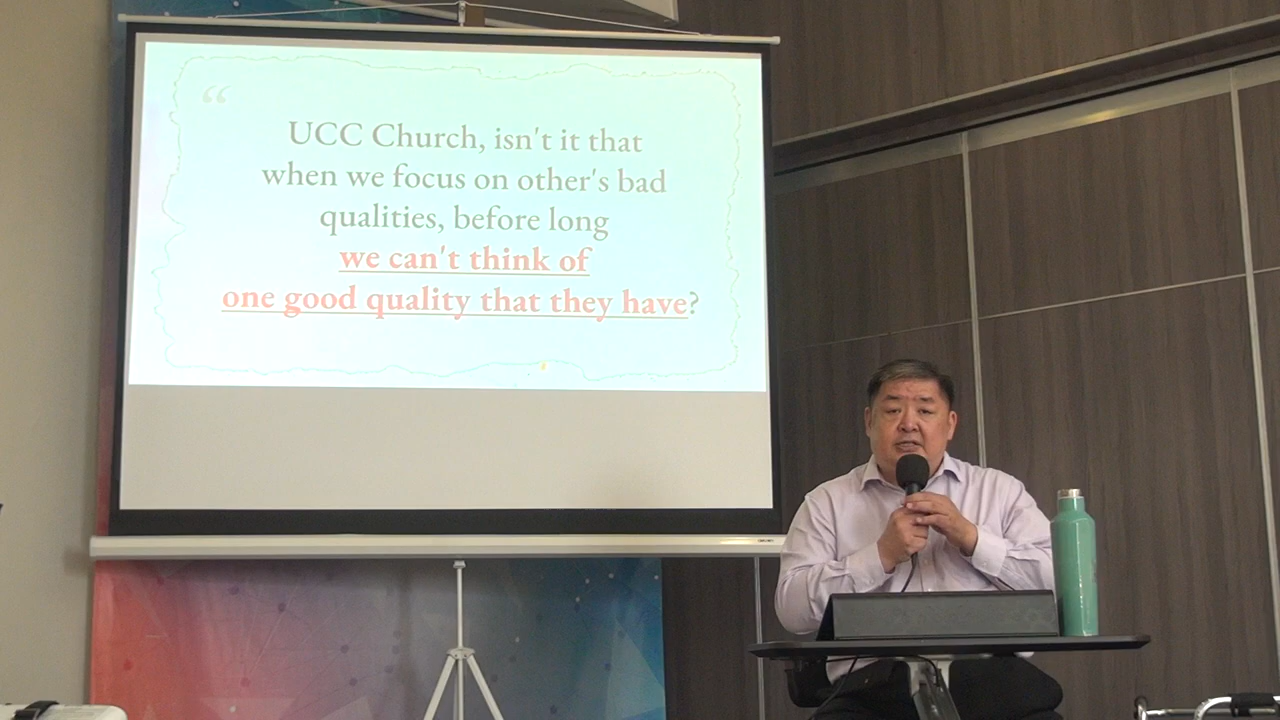 “
UCC Church, isn't it that
when we focus on other's bad
qualities, before long
we can't think of
one good quality that they have?